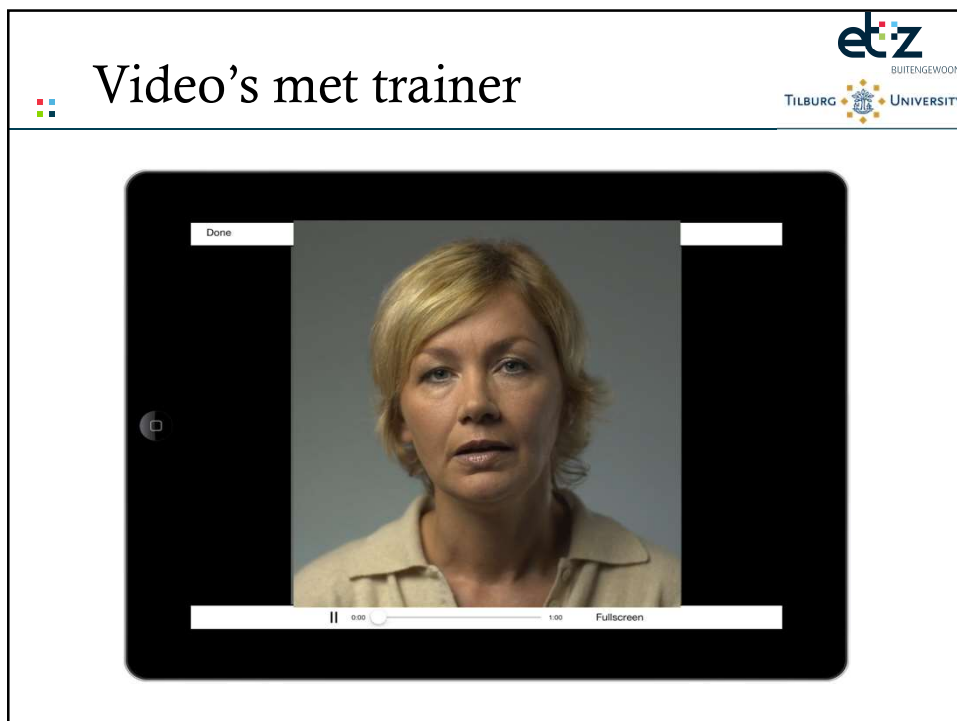 Video’s met trainer
etz
BUITENGEWOON
TILBURG UNIVERSITY
Done
0:00 1:00 Fullscreen